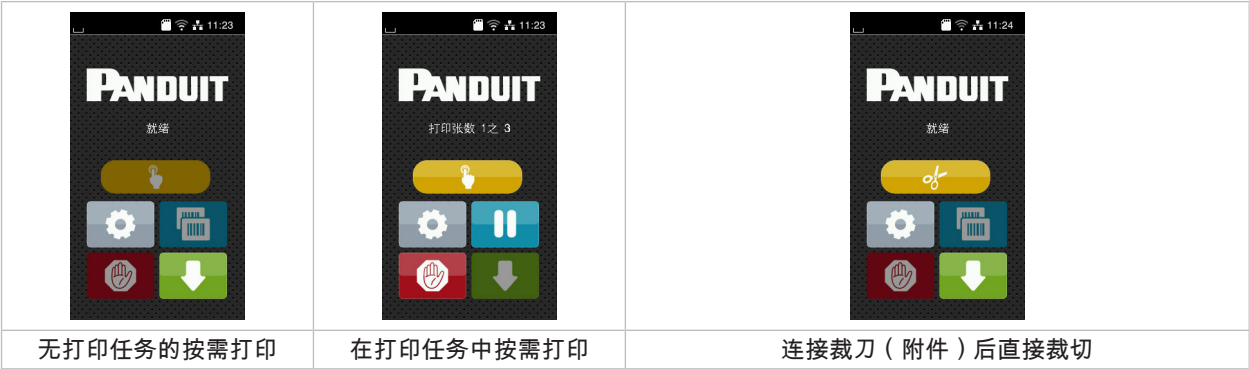 11:23
PANDUIT
就绪
11:23
PANDUIT
打印张数 1之 3
11:24
PANDUIT
就绪
无打印任务的按需打印
在打印任务中按需打印
连接裁刀（附件）后直接裁切